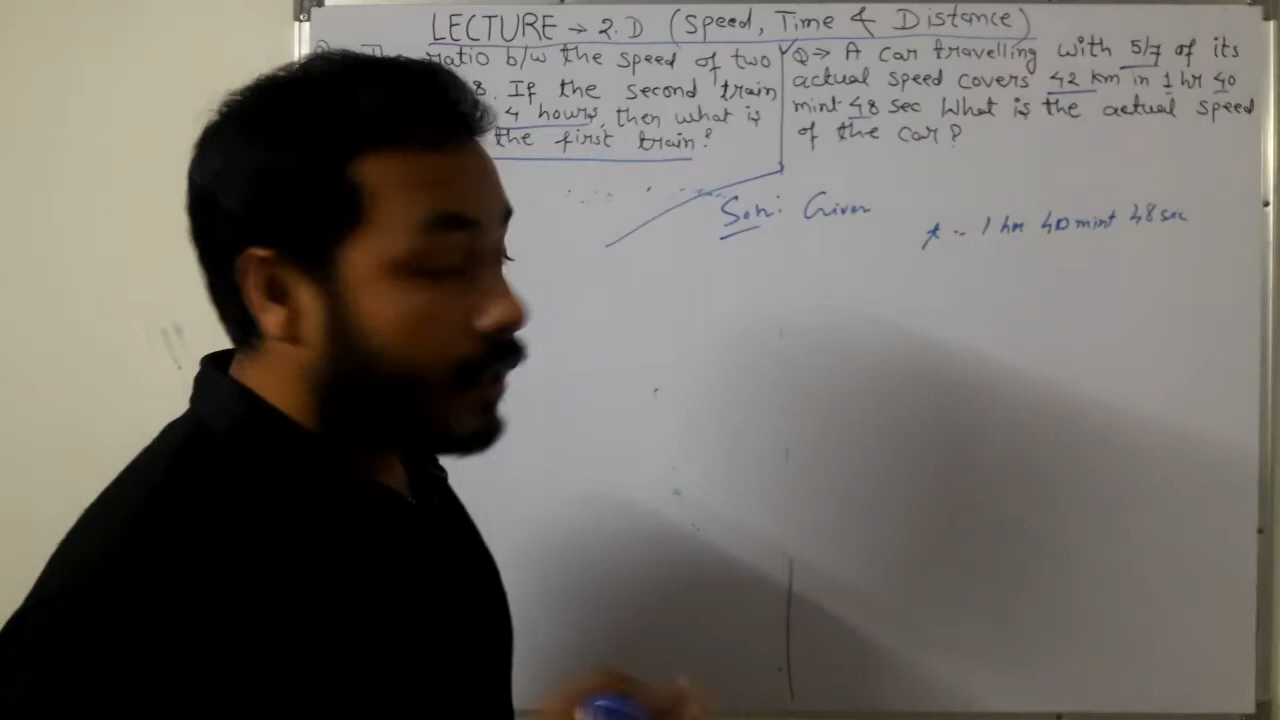 LECTURE → 2.D (Speed, Time & Distance)
ratio b/w the speed of two
8. If the second train
4 hours, then what is
the first train?
Q → A car travelling with 5/7 of its
actual speed covers 42 km in 1 hr 40
mint 48 sec What is the actual speed
of the car?
Soln: Given
t = 1 hr 40 mint 48 sec